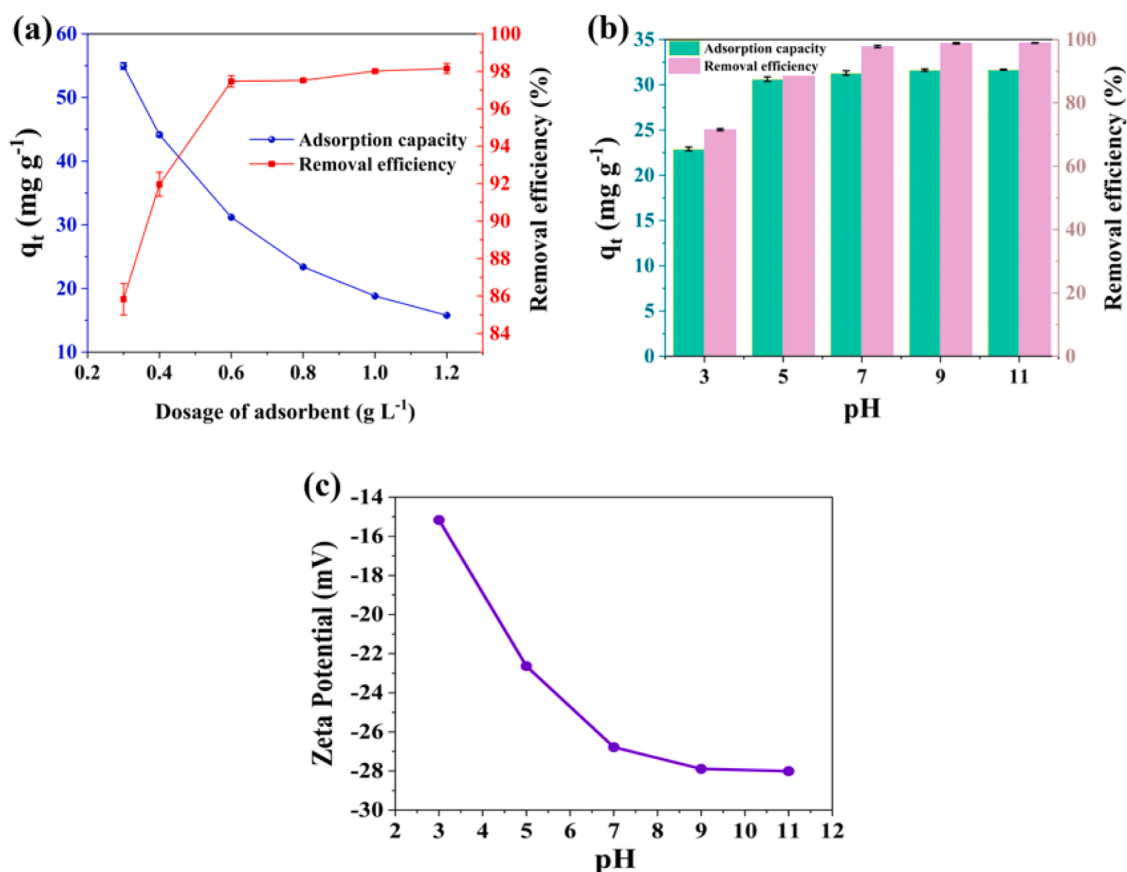 (a)
60
50
40
30
20
10
q_t (mg g⁻¹)
Adsorption capacity
Removal efficiency
100
98
96
94
92
90
88
86
84
Removal efficiency (%)
0.2 0.4 0.6 0.8 1.0 1.2
Dosage of adsorbent (g L⁻¹)
(b)
35
30
25
20
15
10
5
0
q_t (mg g⁻¹)
Adsorption capacity
Removal efficiency
100
80
60
40
20
0
Removal efficiency (%)
3 5 7 9 11
pH
(c)
-14
-16
-18
-20
-22
-24
-26
-28
-30
Zeta Potential (mV)
2 3 4 5 6 7 8 9 10 11 12
pH